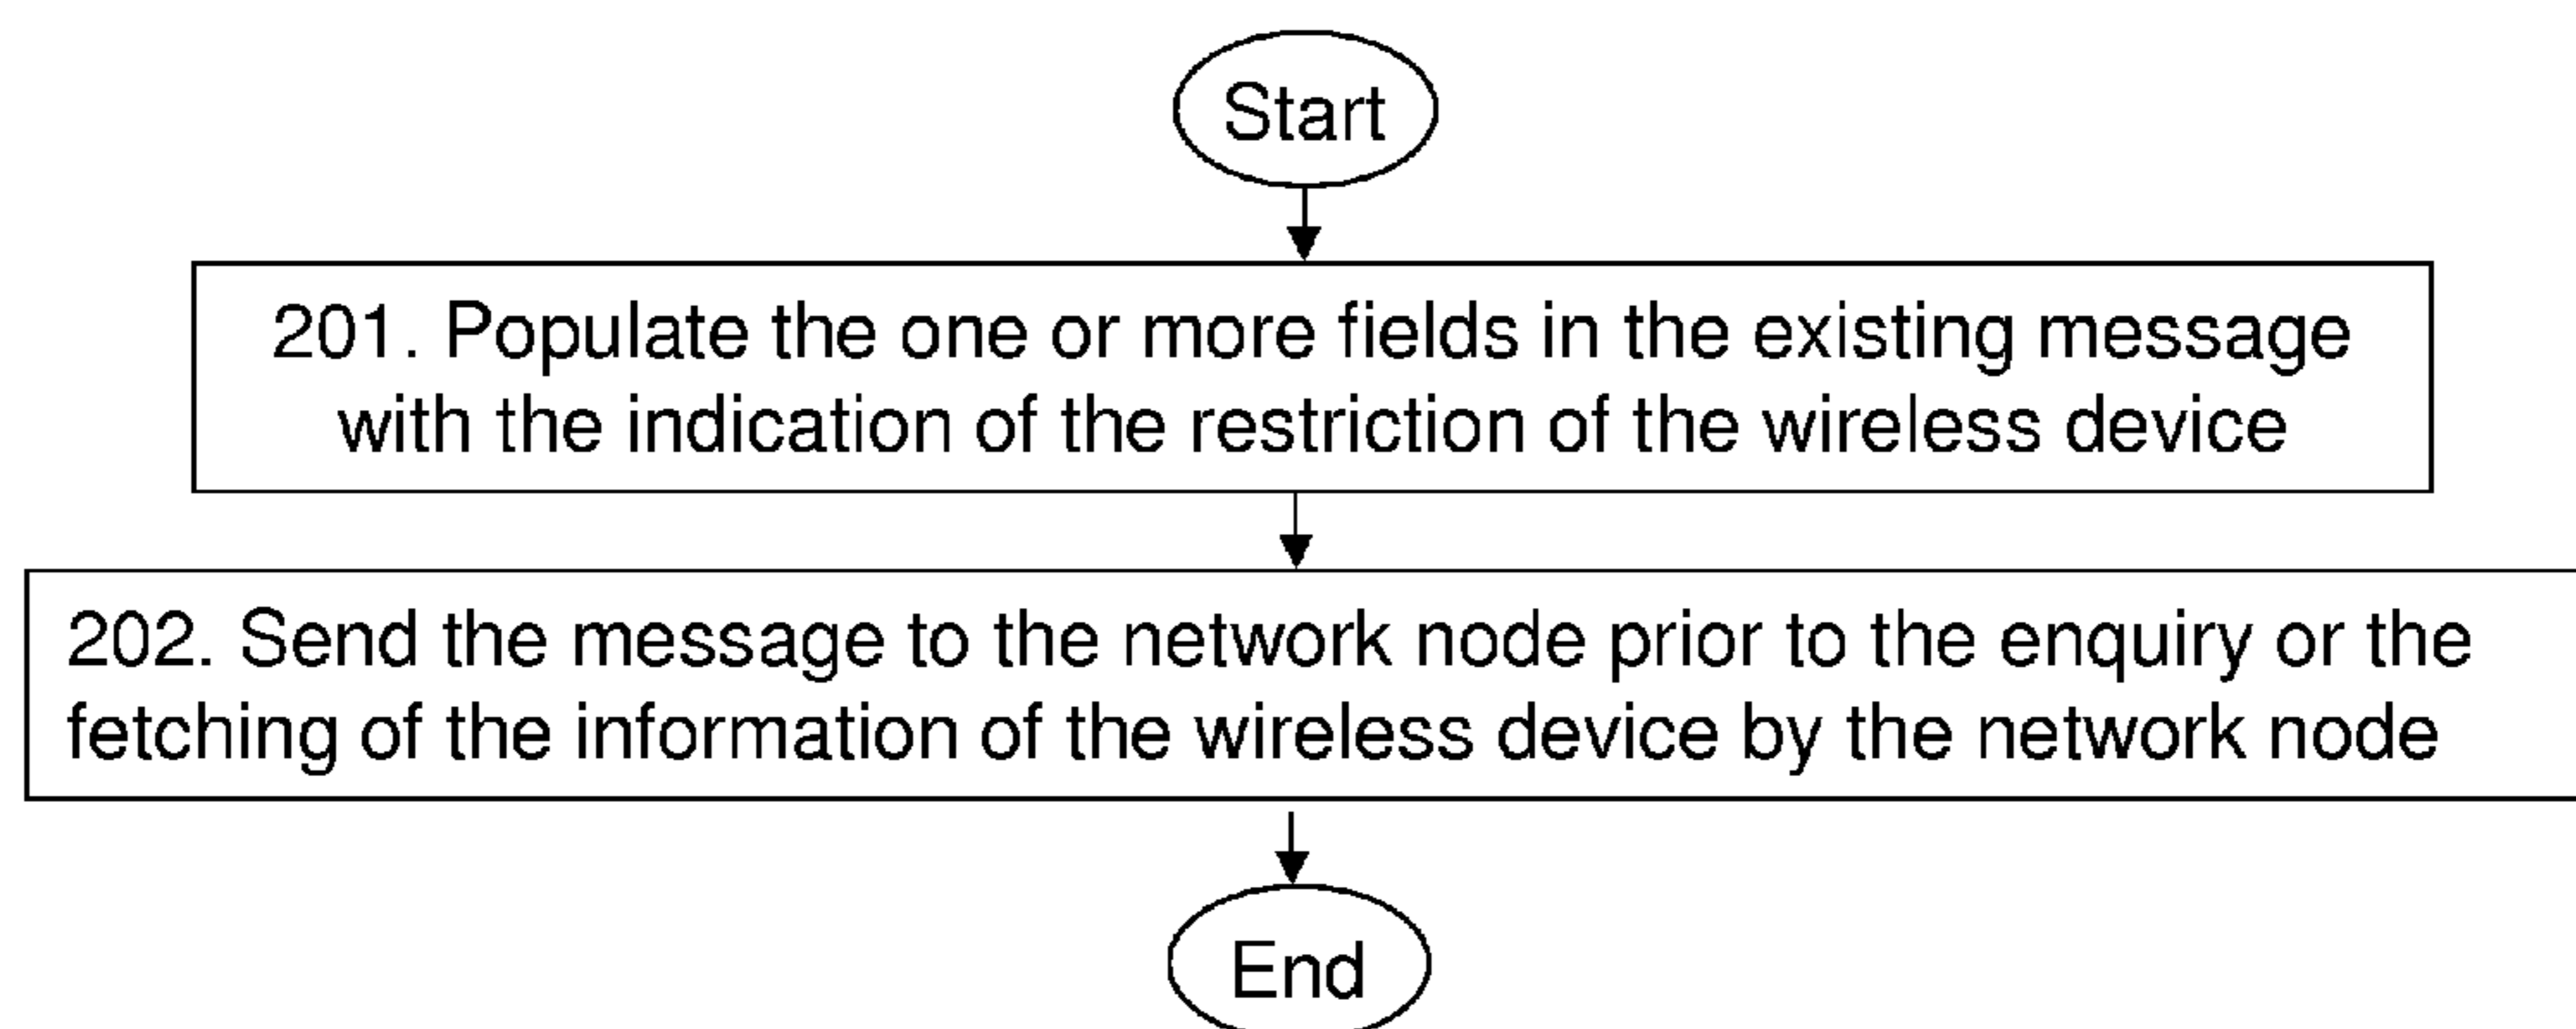 Start
201. Populate the one or more fields in the existing message
with the indication of the restriction of the wireless device
202. Send the message to the network node prior to the enquiry or the
fetching of the information of the wireless device by the network node
End